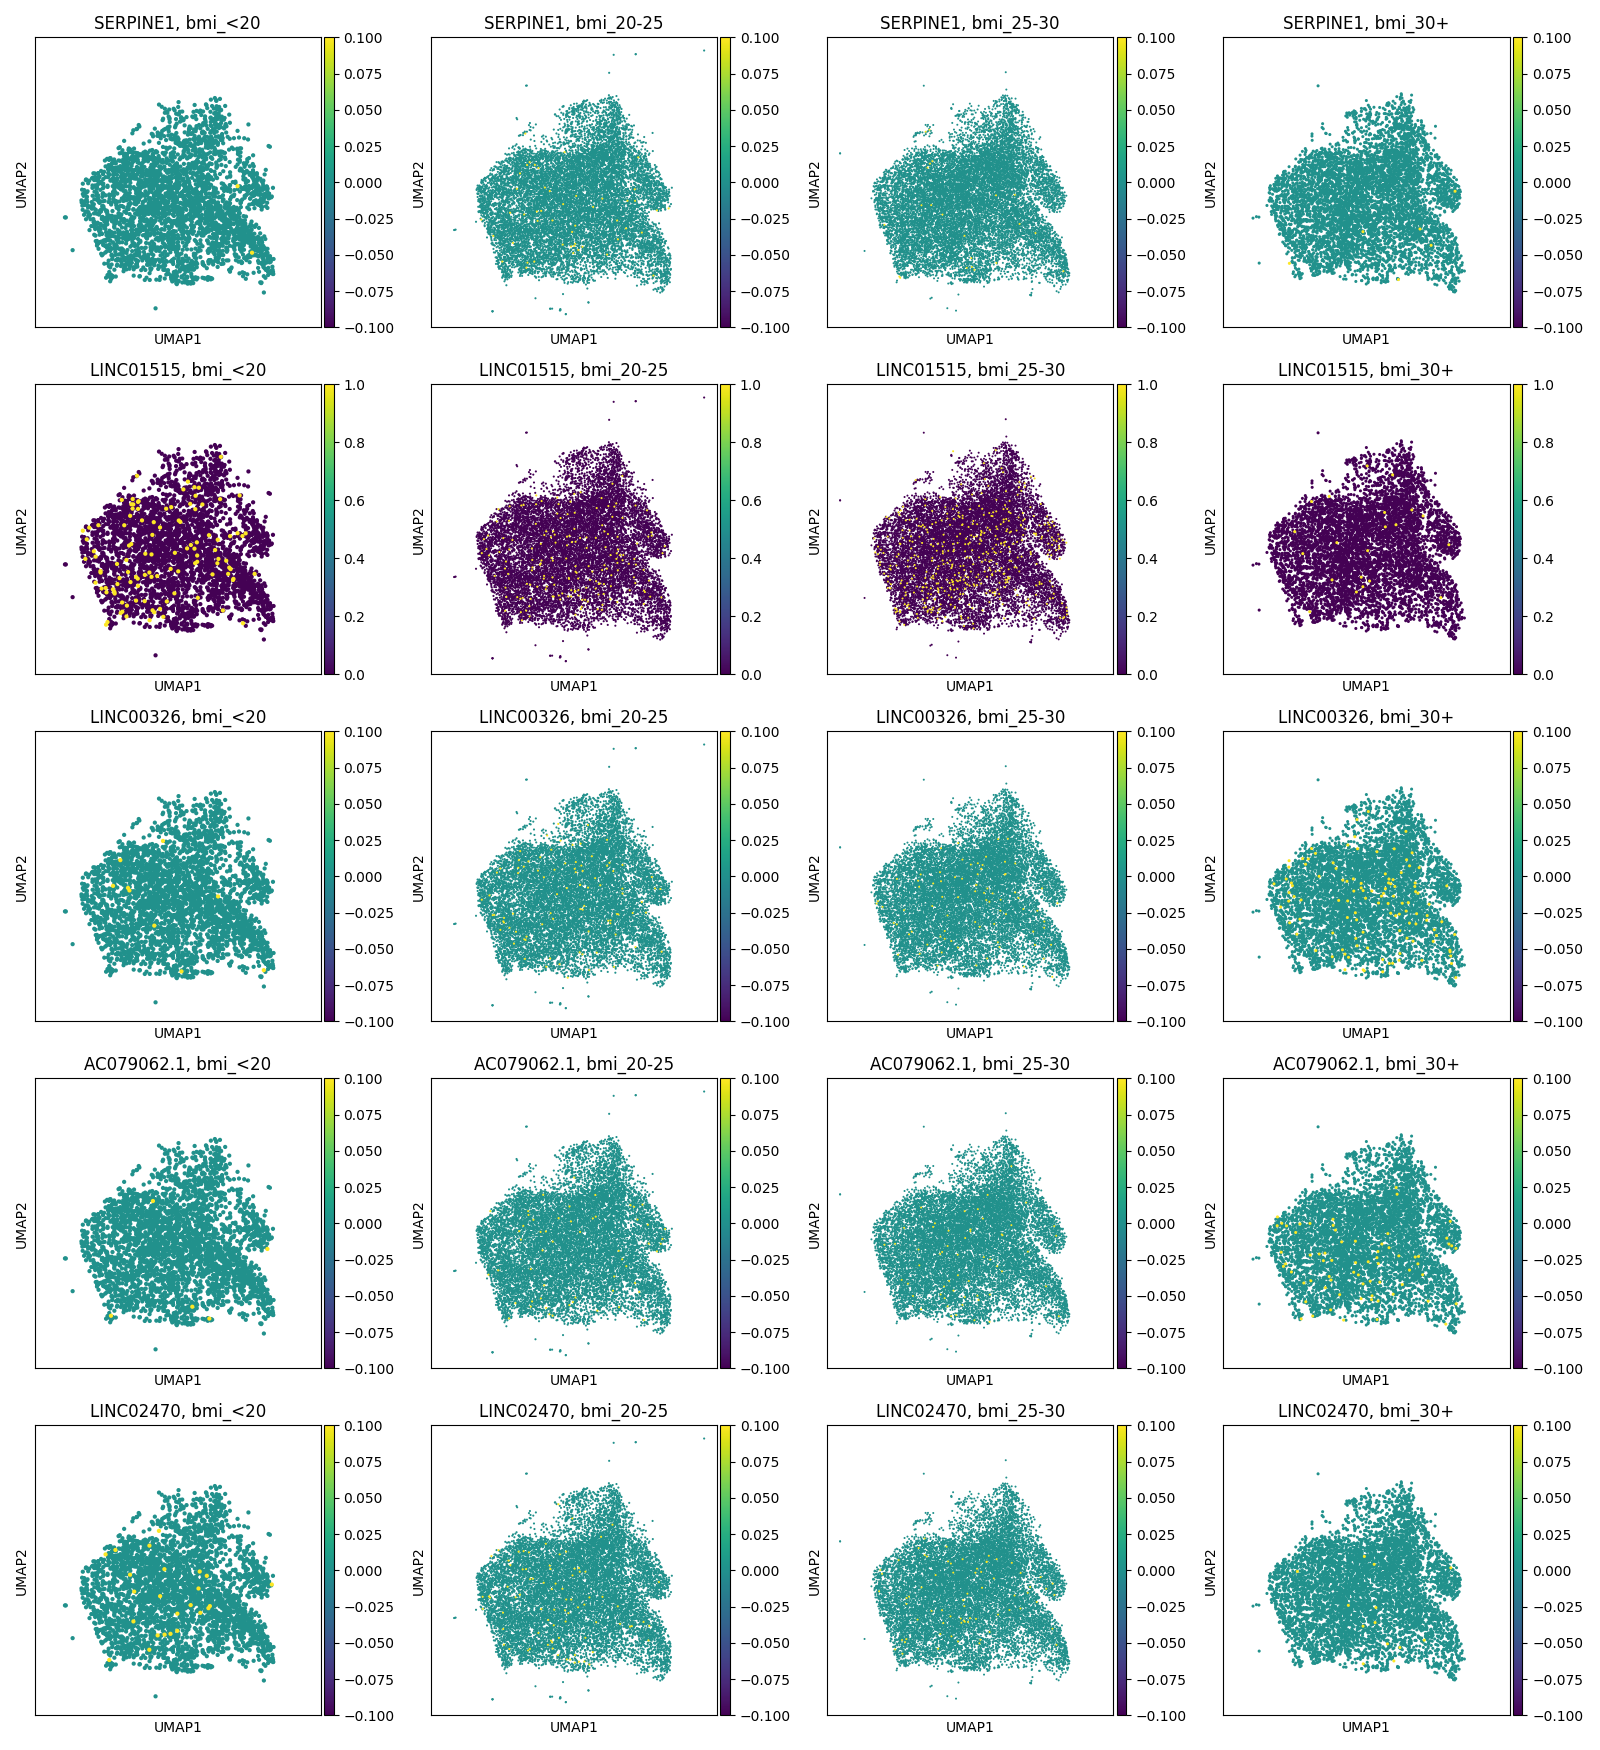 SERPINE1, bmi_<20
SERPINE1, bmi_20-25
SERPINE1, bmi_25-30
SERPINE1, bmi_30+
UMAP2
UMAP1
0.100
0.075
0.050
0.025
0.000
−0.025
−0.050
−0.075
−0.100
UMAP2
UMAP1
0.100
0.075
0.050
0.025
0.000
−0.025
−0.050
−0.075
−0.100
UMAP2
UMAP1
0.100
0.075
0.050
0.025
0.000
−0.025
−0.050
−0.075
−0.100
UMAP2
UMAP1
0.100
0.075
0.050
0.025
0.000
−0.025
−0.050
−0.075
−0.100
LINC01515, bmi_<20
LINC01515, bmi_20-25
LINC01515, bmi_25-30
LINC01515, bmi_30+
UMAP2
UMAP1
1.0
0.8
0.6
0.4
0.2
0.0
UMAP2
UMAP1
1.0
0.8
0.6
0.4
0.2
0.0
UMAP2
UMAP1
1.0
0.8
0.6
0.4
0.2
0.0
UMAP2
UMAP1
1.0
0.8
0.6
0.4
0.2
0.0
LINC00326, bmi_<20
LINC00326, bmi_20-25
LINC00326, bmi_25-30
LINC00326, bmi_30+
UMAP2
UMAP1
0.100
0.075
0.050
0.025
0.000
−0.025
−0.050
−0.075
−0.100
UMAP2
UMAP1
0.100
0.075
0.050
0.025
0.000
−0.025
−0.050
−0.075
−0.100
UMAP2
UMAP1
0.100
0.075
0.050
0.025
0.000
−0.025
−0.050
−0.075
−0.100
UMAP2
UMAP1
0.100
0.075
0.050
0.025
0.000
−0.025
−0.050
−0.075
−0.100
AC079062.1, bmi_<20
AC079062.1, bmi_20-25
AC079062.1, bmi_25-30
AC079062.1, bmi_30+
UMAP2
UMAP1
0.100
0.075
0.050
0.025
0.000
−0.025
−0.050
−0.075
−0.100
UMAP2
UMAP1
0.100
0.075
0.050
0.025
0.000
−0.025
−0.050
−0.075
−0.100
UMAP2
UMAP1
0.100
0.075
0.050
0.025
0.000
−0.025
−0.050
−0.075
−0.100
UMAP2
UMAP1
0.100
0.075
0.050
0.025
0.000
−0.025
−0.050
−0.075
−0.100
LINC02470, bmi_<20
LINC02470, bmi_20-25
LINC02470, bmi_25-30
LINC02470, bmi_30+
UMAP2
UMAP1
0.100
0.075
0.050
0.025
0.000
−0.025
−0.050
−0.075
−0.100
UMAP2
UMAP1
0.100
0.075
0.050
0.025
0.000
−0.025
−0.050
−0.075
−0.100
UMAP2
UMAP1
0.100
0.075
0.050
0.025
0.000
−0.025
−0.050
−0.075
−0.100
UMAP2
UMAP1
0.100
0.075
0.050
0.025
0.000
−0.025
−0.050
−0.075
−0.100